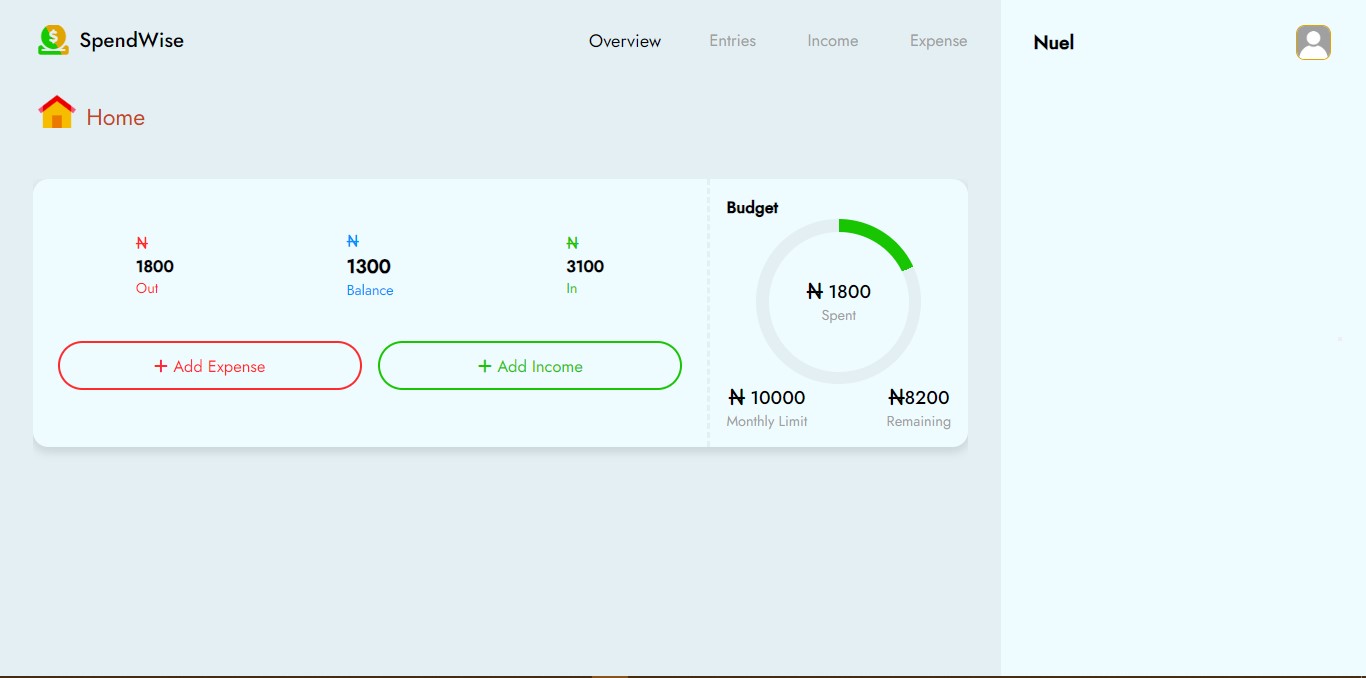 SpendWise
Overview Entries Income Expense
Nuel
Home
₦ ₦ ₦
1800 1300 3100
Out Balance In
+ Add Expense + Add Income
Budget
₦ 1800
Spent
₦ 10000 ₦8200
Monthly Limit Remaining